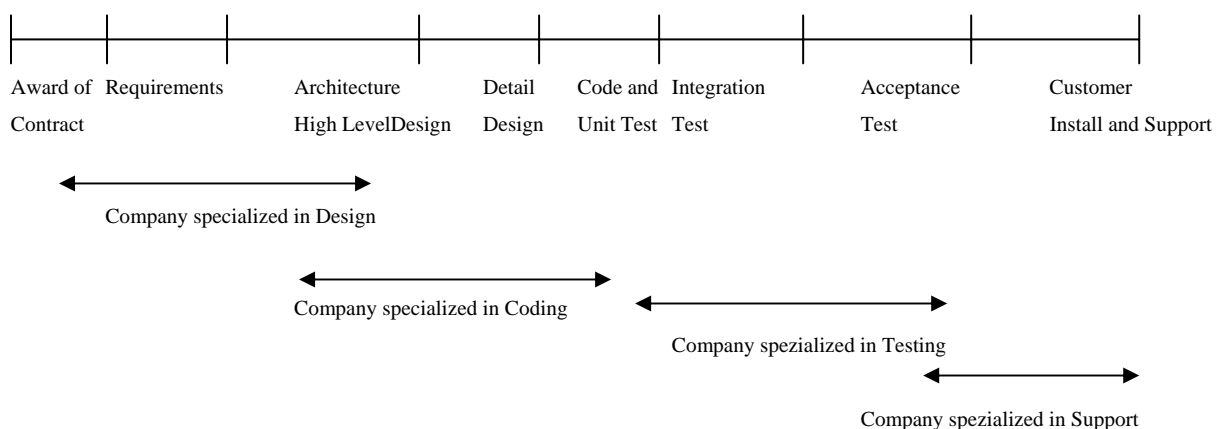 Award of Requirements Architecture Detail Code and Integration Acceptance Customer
Contract High LevelDesign Design Unit Test Test Test Install and Support
Company specialized in Design
Company specialized in Coding
Company spezialized in Testing
Company spezialized in Support